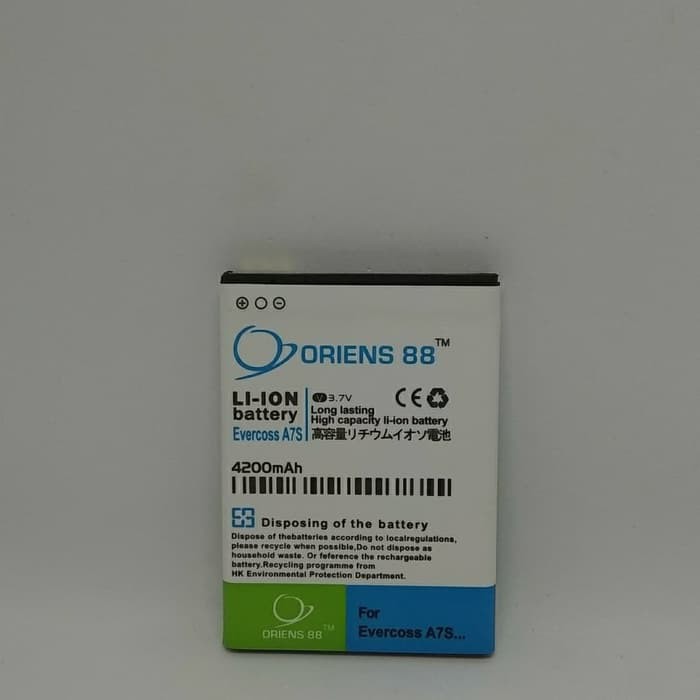 ORIENS 88™
LI-ION
battery
Evercoss A7S
V 3.7V
Long lasting
High capacity li-ion battery
高容量リチウムイオソ電池
4200mAh
Disposing of the battery
Dispose of thebatteries according to localregulations,
please recycle when possible,Do not dispose as
household waste. Or feference the rechargeable
battery.Recycling programme from
HK Environmental Protection Department.
ORIENS 88™
For
Evercoss A7S...